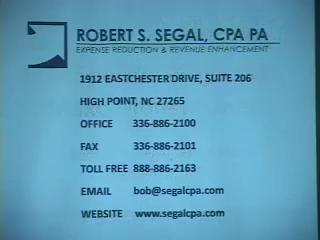 ROBERT S. SEGAL, CPA PA
EXPENSE REDUCTION & REVENUE ENHANCEMENT
1912 EASTCHESTER DRIVE, SUITE 206
HIGH POINT, NC 27265
OFFICE 336-886-2100
FAX 336-886-2101
TOLL FREE 888-886-2163
EMAIL bob@segalcpa.com
WEBSITE www.segalcpa.com